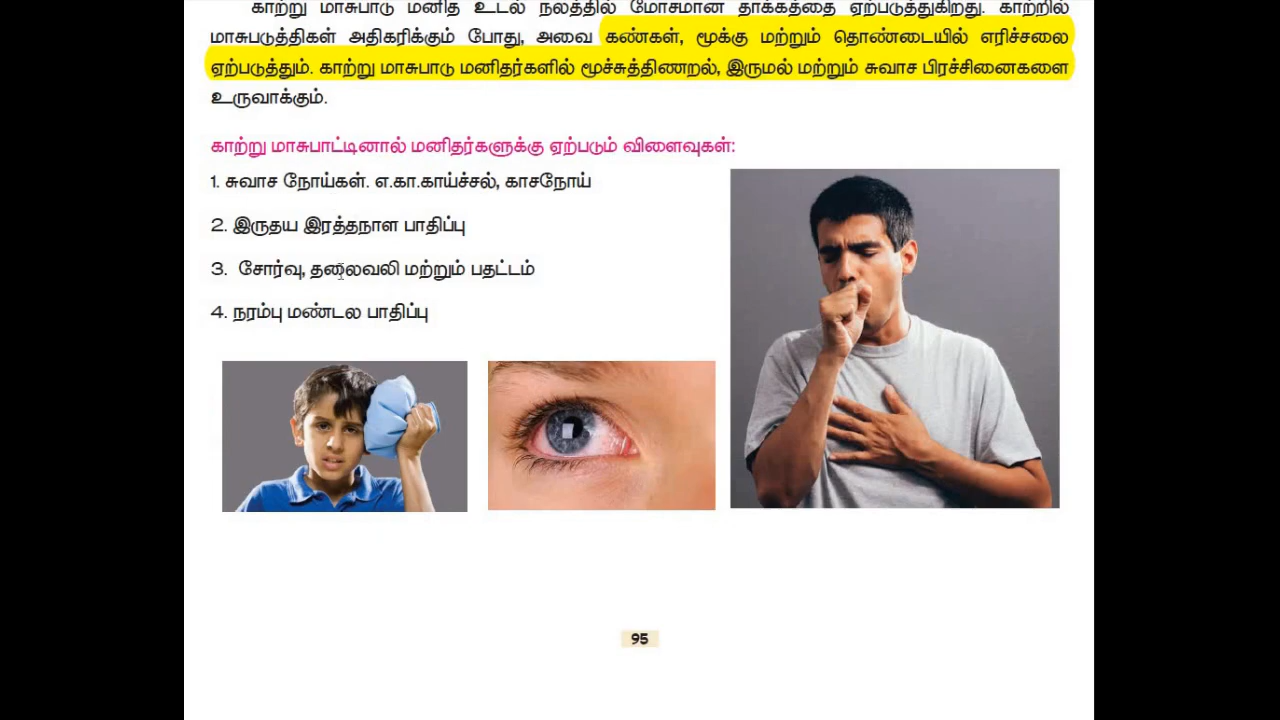 காற்று மாசுபாடு மனித உடல் நலத்தில் மோசமான தாக்கத்தை ஏற்படுத்துகிறது. காற்றில்
மாசுபடுத்திகள் அதிகரிக்கும் போது, அவை கண்கள், மூக்கு மற்றும் தொண்டையில் எரிச்சலை
ஏற்படுத்தும். காற்று மாசுபாடு மனிதர்களில் மூச்சுத்திணறல், இருமல் மற்றும் சுவாச பிரச்சினைகளை
உருவாக்கும்.
காற்று மாசுபாட்டினால் மனிதர்களுக்கு ஏற்படும் விளைவுகள்:
1. சுவாச நோய்கள். எ.கா.காய்ச்சல், காசநோய்
2. இருதய இரத்தநாள பாதிப்பு
3. சோர்வு, தலைவலி மற்றும் பதட்டம்
4. நரம்பு மண்டல பாதிப்பு
95